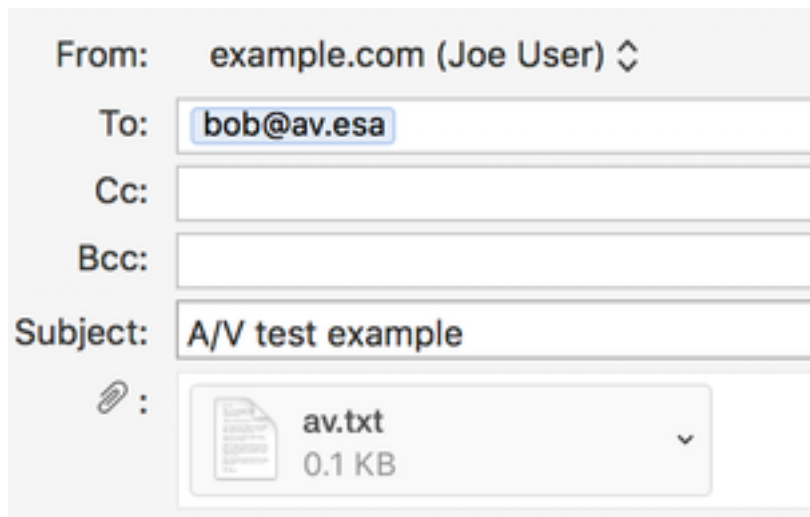 From: example.com (Joe User)
To: bob@av.esa
Cc:
Bcc:
Subject: A/V test example
:
av.txt
0.1 KB